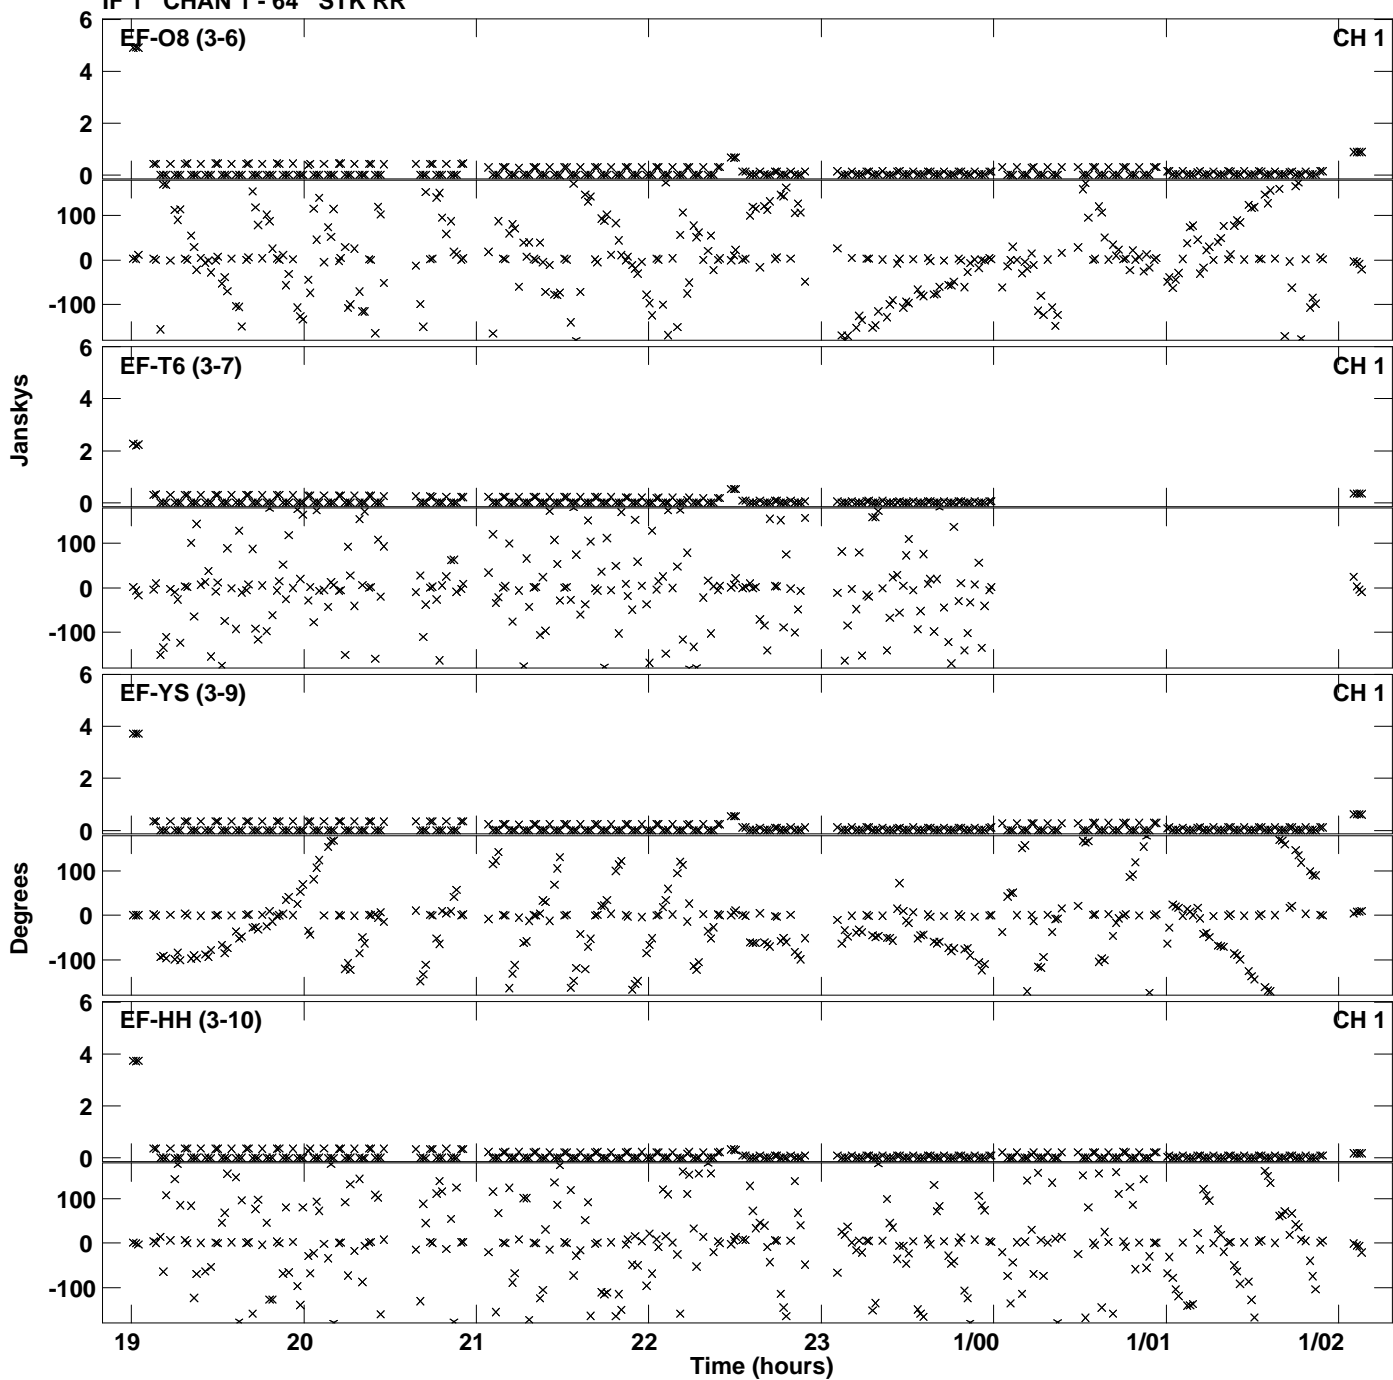 IF 1 CHAN 1 - 64 STK RR
6
EF-O8 (3-6)
CH 1
4
2
0
100
0
-100
6
EF-T6 (3-7)
CH 1
4
2
0
100
0
-100
Janskys
6
EF-YS (3-9)
CH 1
4
2
0
100
0
-100
Degrees
6
EF-HH (3-10)
CH 1
4
2
0
100
0
-100
19 20 21 22 23 1/00 1/01 1/02
Time (hours)